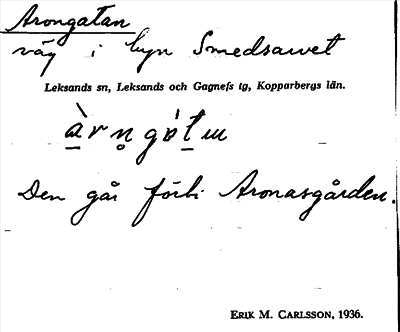 Arongatan
väg i byn Smedsarvet
Leksands sn, Leksands och Gagnefs tg, Kopparbergs län.
Den går förbi Aronasgården.
ERIK M. CARLSSON, 1936.